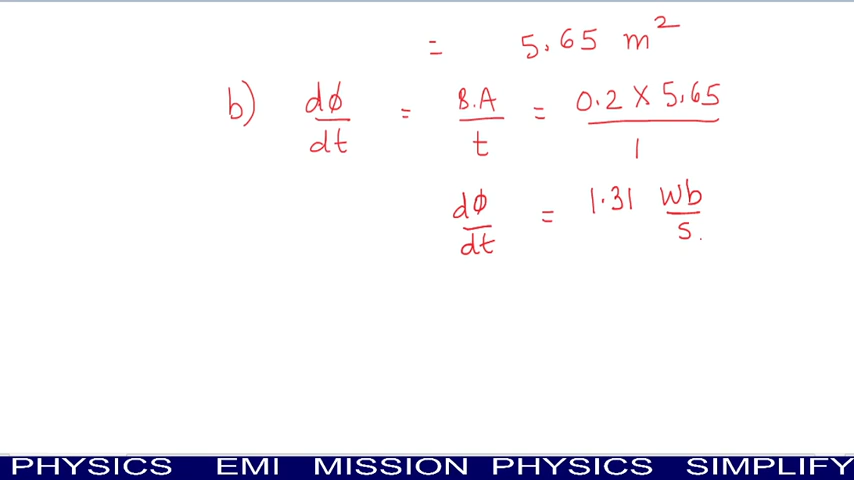 = 5.65 m²
b) dϕ/dt = B.A/t = 0.2 X 5.65/1
dϕ/dt = 1.31 Wb/s.
PHYSICS EMI MISSION PHYSICS SIMPLIFY